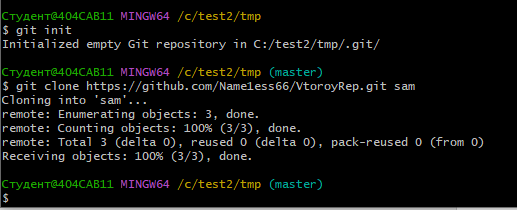 Студент@404CAB11 MINGW64 /c/test2/tmp
$ git init
Initialized empty Git repository in C:/test2/tmp/.git/
Студент@404CAB11 MINGW64 /c/test2/tmp (master)
$ git clone https://github.com/Name1ess66/VtoroyRep.git sam
Cloning into 'sam'...
remote: Enumerating objects: 3, done.
remote: Counting objects: 100% (3/3), done.
remote: Total 3 (delta 0), reused 0 (delta 0), pack-reused 0 (from 0)
Receiving objects: 100% (3/3), done.
Студент@404CAB11 MINGW64 /c/test2/tmp (master)
$